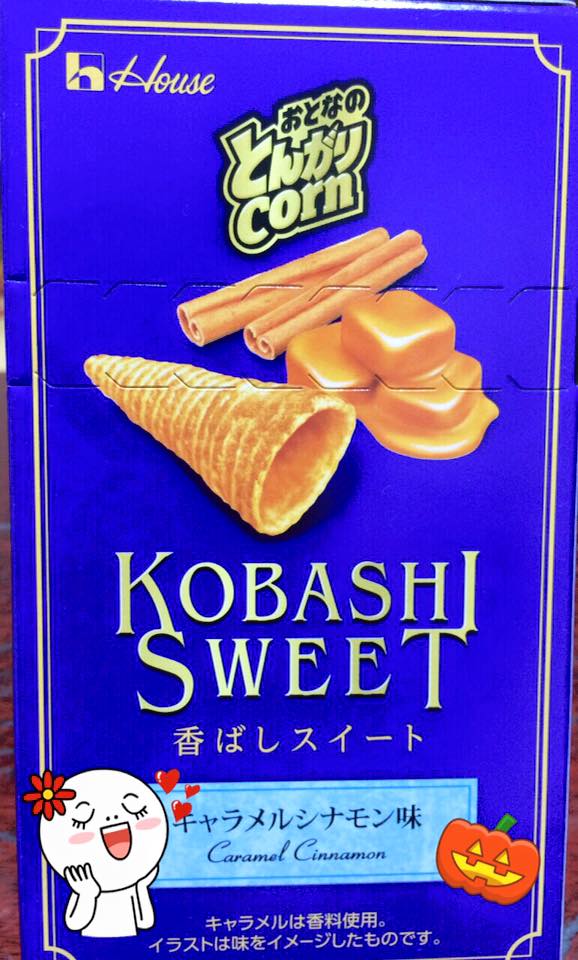 House
おとなの
とんがり
corn
KOBASHI
SWEET
香ばしスイート
キャラメルシナモン味
Caramel Cinnamon
キャラメルは香料使用。
イラストは味をイメージしたものです。